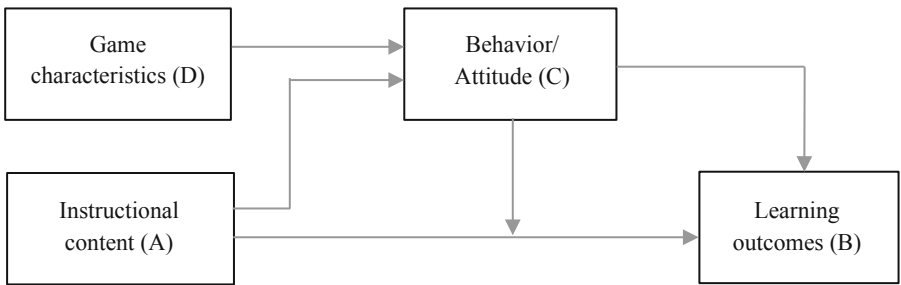 Game
characteristics (D)
Behavior/
Attitude (C)
Instructional
content (A)
Learning
outcomes (B)